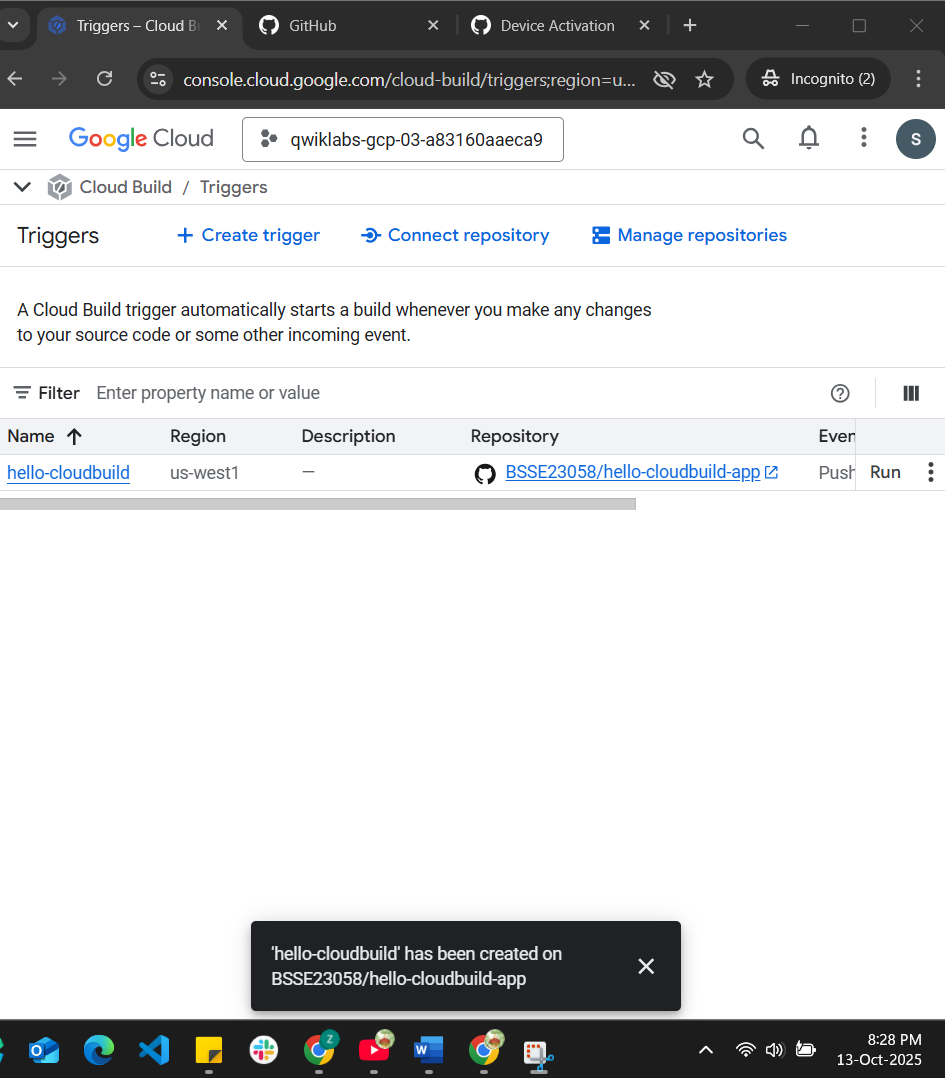 Triggers – Cloud B
GitHub
Device Activation
console.cloud.google.com/cloud-build/triggers;region=u...
Incognito (2)
Google Cloud
qwiklabs-gcp-03-a83160aaeca9
S
Cloud Build / Triggers
Triggers
Create trigger
Connect repository
Manage repositories
A Cloud Build trigger automatically starts a build whenever you make any changes
to your source code or some other incoming event.
Filter Enter property name or value
Name Region Description Repository Even
hello-cloudbuild us-west1 — BSSE23058/hello-cloudbuild-app Push Run
'hello-cloudbuild' has been created on
BSSE23058/hello-cloudbuild-app
Z
8:28 PM
13-Oct-2025